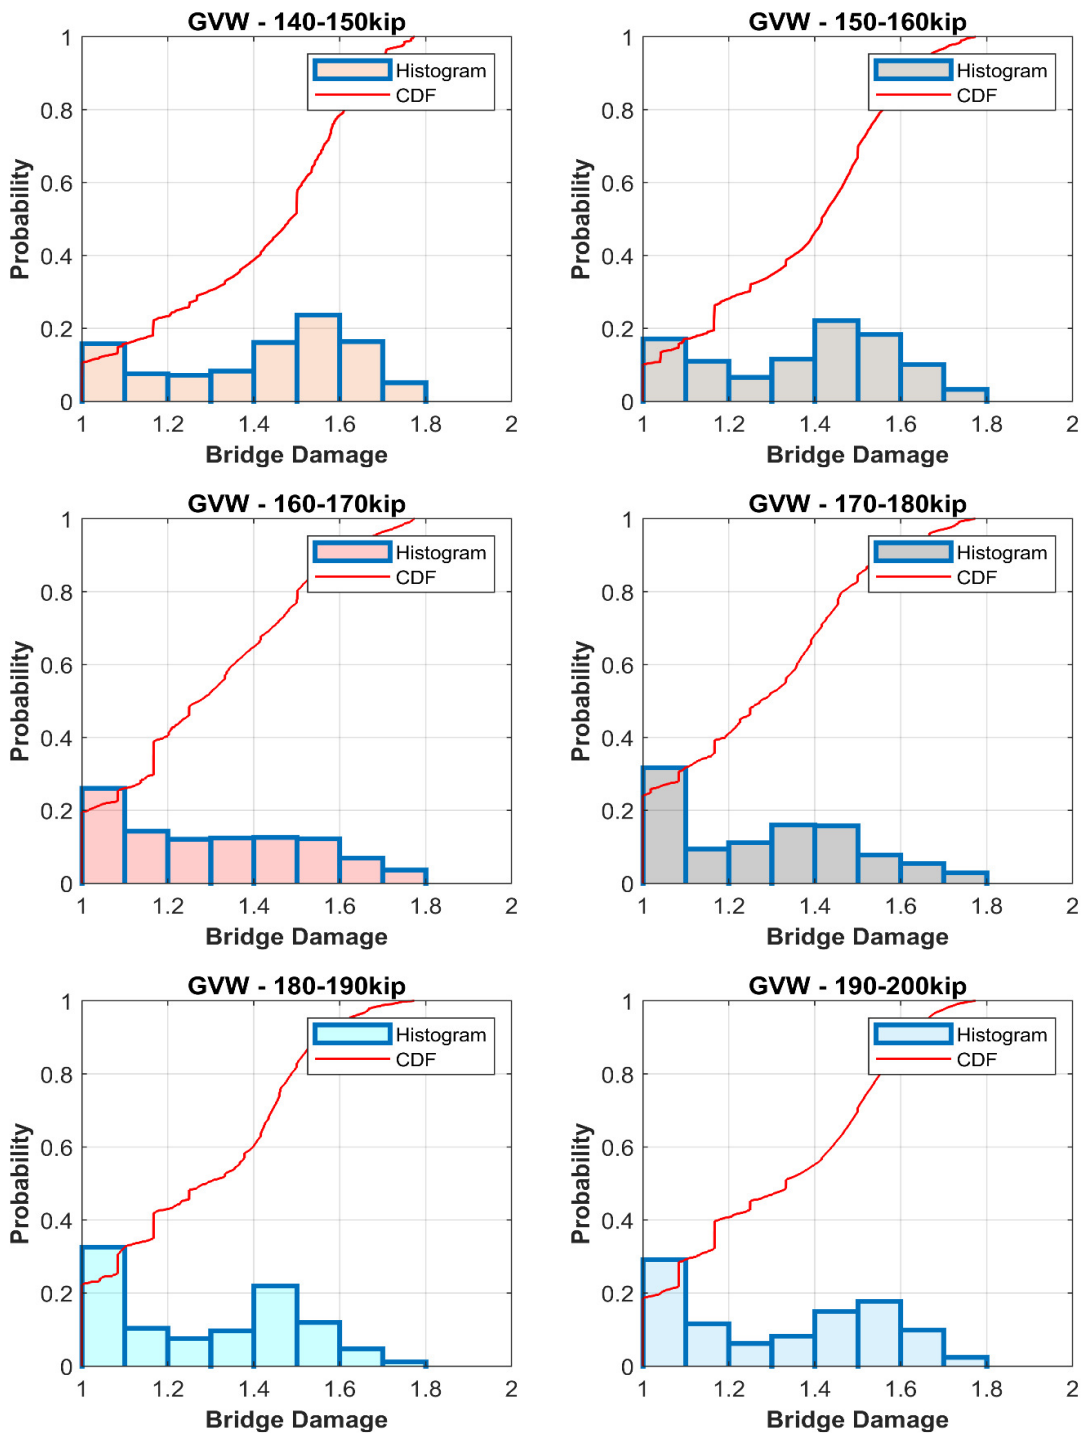 GVW - 140-150kip
Histogram
CDF
Probability
1
0.8
0.6
0.4
0.2
0
1 1.2 1.4 1.6 1.8 2
Bridge Damage
GVW - 150-160kip
Histogram
CDF
Probability
1
0.8
0.6
0.4
0.2
0
1 1.2 1.4 1.6 1.8 2
Bridge Damage
GVW - 160-170kip
Histogram
CDF
Probability
1
0.8
0.6
0.4
0.2
0
1 1.2 1.4 1.6 1.8 2
Bridge Damage
GVW - 170-180kip
Histogram
CDF
Probability
1
0.8
0.6
0.4
0.2
0
1 1.2 1.4 1.6 1.8 2
Bridge Damage
GVW - 180-190kip
Histogram
CDF
Probability
1
0.8
0.6
0.4
0.2
0
1 1.2 1.4 1.6 1.8 2
Bridge Damage
GVW - 190-200kip
Histogram
CDF
Probability
1
0.8
0.6
0.4
0.2
0
1 1.2 1.4 1.6 1.8 2
Bridge Damage